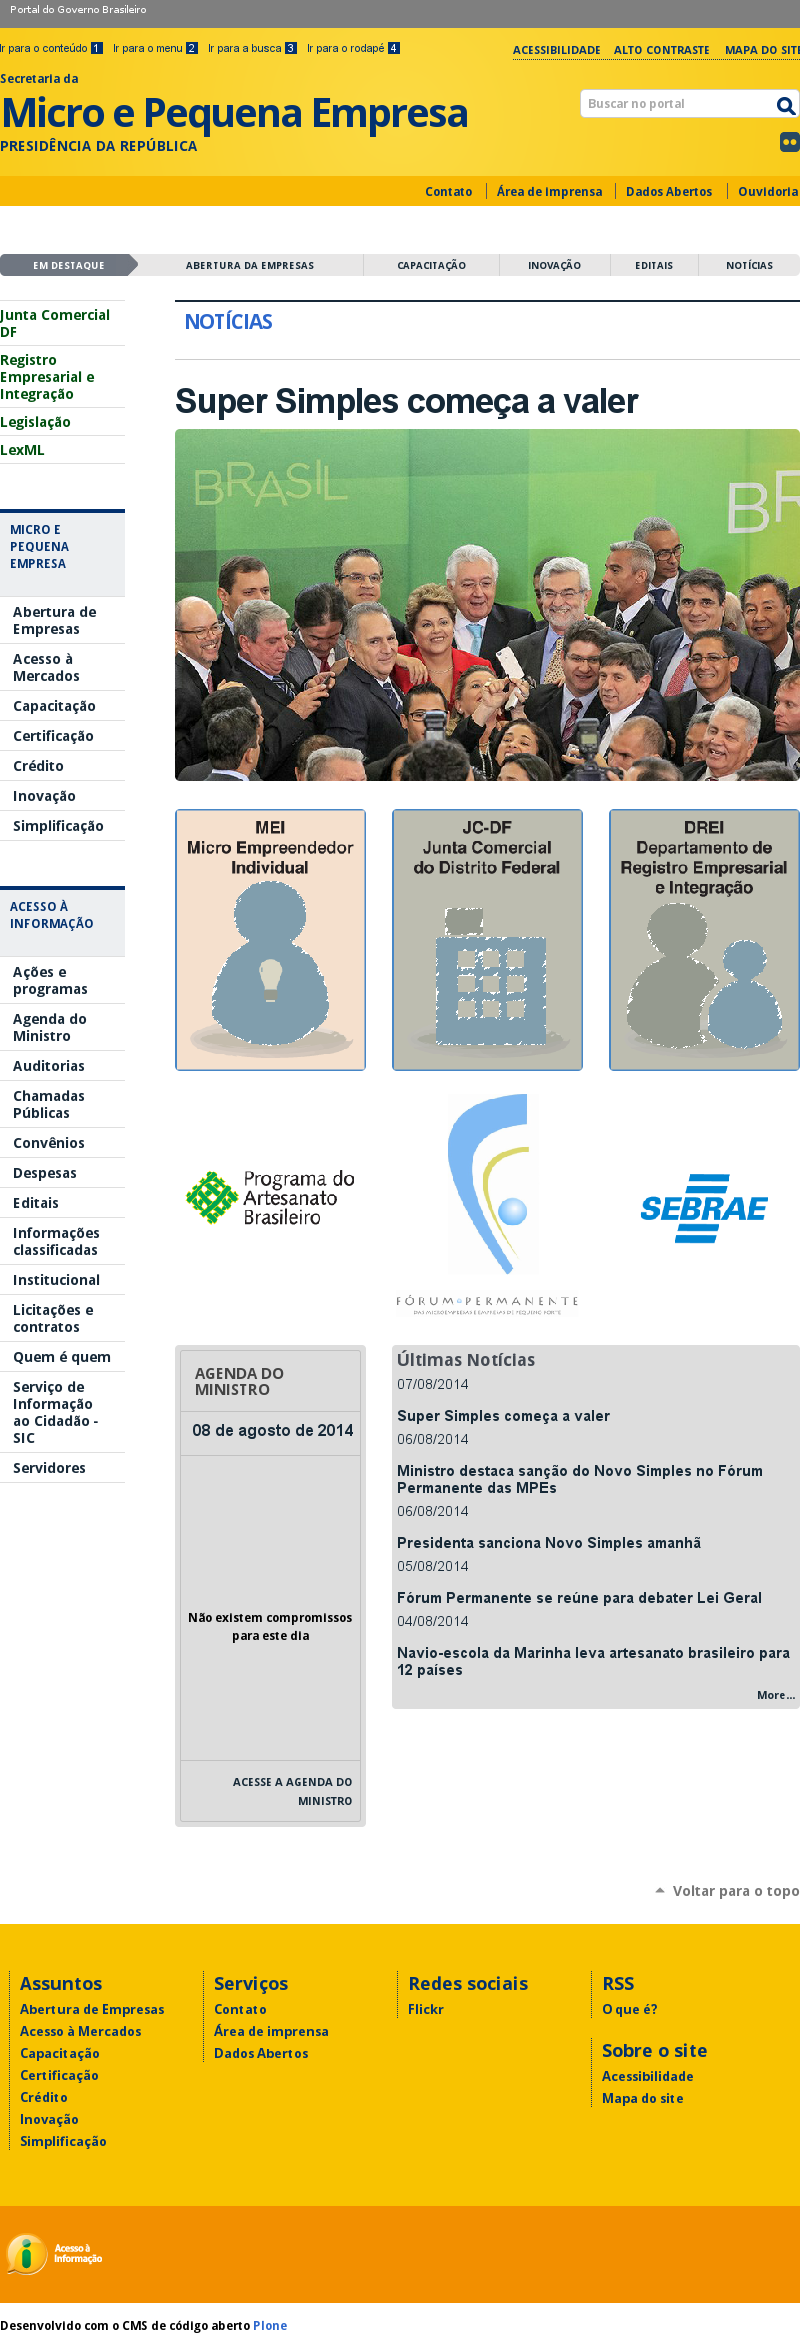 Portal do Governo Brasileiro
Ir para o conteúdo 1 Ir para o menu 2 Ir para a busca 3 Ir para o rodapé 4
ACESSIBILIDADE ALTO CONTRASTE MAPA DO SITE
Secretaria da
Micro e Pequena Empresa
PRESIDÊNCIA DA REPÚBLICA
Buscar no portal
Contato Área de imprensa Dados Abertos Ouvidoria
EM DESTAQUE ABERTURA DA EMPRESAS CAPACITAÇÃO INOVAÇÃO EDITAIS NOTÍCIAS
Junta Comercial
DF
Registro
Empresarial e
Integração
Legislação
LexML
MICRO E
PEQUENA
EMPRESA
Abertura de
Empresas
Acesso à
Mercados
Capacitação
Certificação
Crédito
Inovação
Simplificação
ACESSO À
INFORMAÇÃO
Ações e
programas
Agenda do
Ministro
Auditorias
Chamadas
Públicas
Convênios
Despesas
Editais
Informações
classificadas
Institucional
Licitações e
contratos
Quem é quem
Serviço de
Informação
ao Cidadão -
SIC
Servidores
NOTÍCIAS
Super Simples começa a valer
BRASIL
BR
MEI
Micro Empreendedor
Individual
JC-DF
Junta Comercial
do Distrito Federal
DREI
Departamento de
Registro Empresarial
e Integração
Programa do
Artesanato
Brasileiro
FÓRUM PERMANENTE
DAS MICROEMPRESAS E EMPRESAS DE PEQUENO PORTE
SEBRAE
AGENDA DO
MINISTRO
08 de agosto de 2014
Não existem compromissos
para este dia
ACESSE A AGENDA DO
MINISTRO
Últimas Notícias
07/08/2014
Super Simples começa a valer
06/08/2014
Ministro destaca sanção do Novo Simples no Fórum
Permanente das MPEs
06/08/2014
Presidenta sanciona Novo Simples amanhã
05/08/2014
Fórum Permanente se reúne para debater Lei Geral
04/08/2014
Navio-escola da Marinha leva artesanato brasileiro para
12 países
More...
Voltar para o topo
Assuntos
Abertura de Empresas
Acesso à Mercados
Capacitação
Certificação
Crédito
Inovação
Simplificação
Serviços
Contato
Área de imprensa
Dados Abertos
Redes sociais
Flickr
RSS
O que é?
Sobre o site
Acessibilidade
Mapa do site
Acesso à
Informação
Desenvolvido com o CMS de código aberto Plone